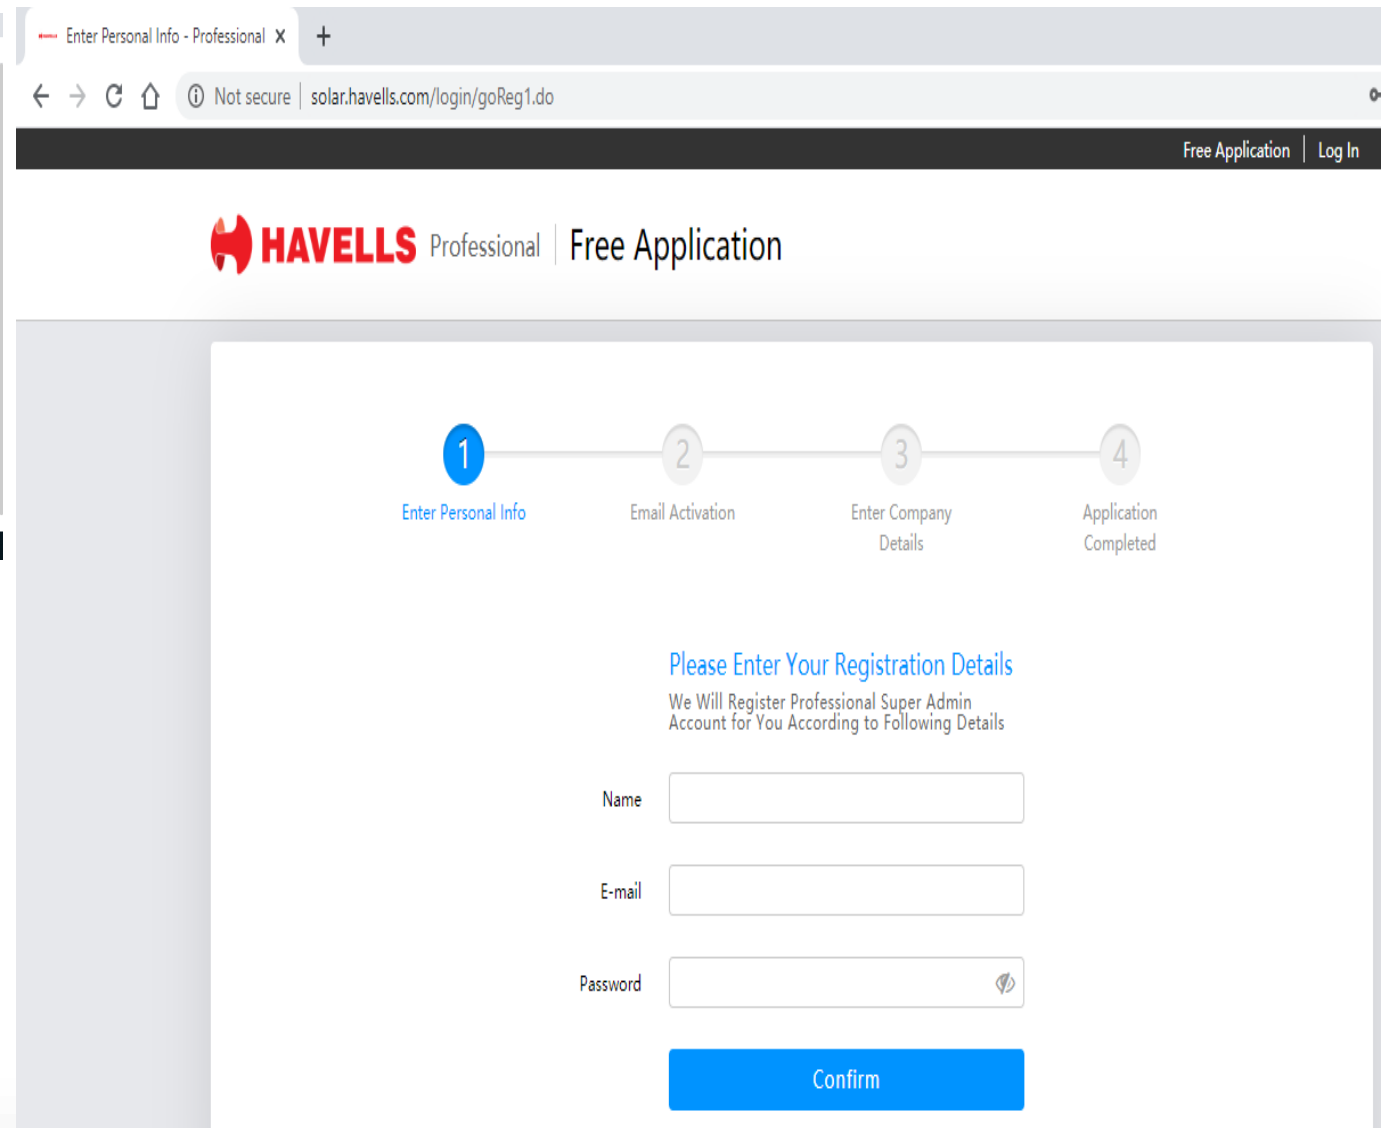 Enter Personal Info - Professional
Not secure | solar.havells.com/login/goReg1.do
Free Application | Log In
HAVELLS Professional | Free Application
1 2 3 4
Enter Personal Info
Email Activation
Enter Company
Details
Application
Completed
Please Enter Your Registration Details
We Will Register Professional Super Admin
Account for You According to Following Details
Name
E-mail
Password
Confirm